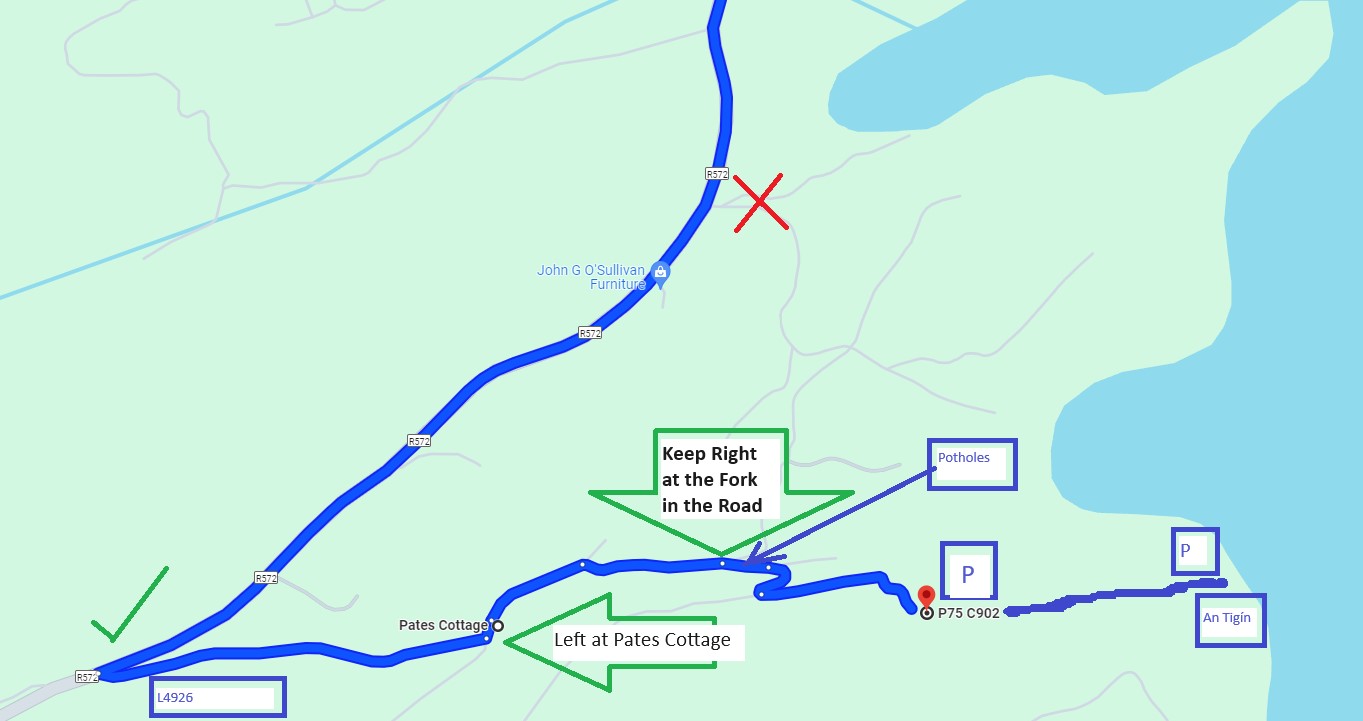 R572
John G O'Sullivan
Furniture
R572
R572
Keep Right
at the Fork
in the Road
Potholes
R572
P
P
P75 C902
An Tigín
Pates Cottage
Left at Pates Cottage
R572
L4926